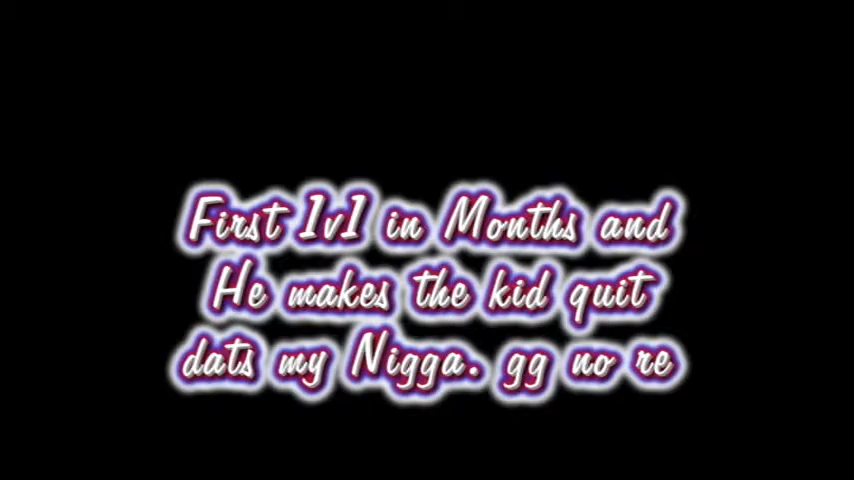 First 1v1 in Months and
He makes the kid quit
dats my Nigga. gg no re